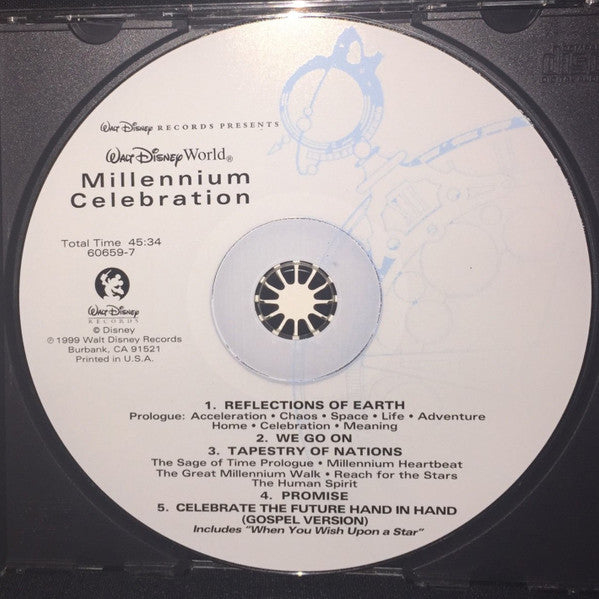 Walt Disney RECORDS PRESENTS
Walt Disney World®
Millennium
Celebration
Total Time 45:34
60659-7
Walt Disney
RECORDS
© Disney
℗ 1999 Walt Disney Records
Burbank, CA 91521
Printed in U.S.A.
1. REFLECTIONS OF EARTH
Prologue: Acceleration • Chaos • Space • Life • Adventure
Home • Celebration • Meaning
2. WE GO ON
3. TAPESTRY OF NATIONS
The Sage of Time Prologue • Millennium Heartbeat
The Great Millennium Walk • Reach for the Stars
The Human Spirit
4. PROMISE
5. CELEBRATE THE FUTURE HAND IN HAND
(GOSPEL VERSION)
Includes "When You Wish Upon a Star"